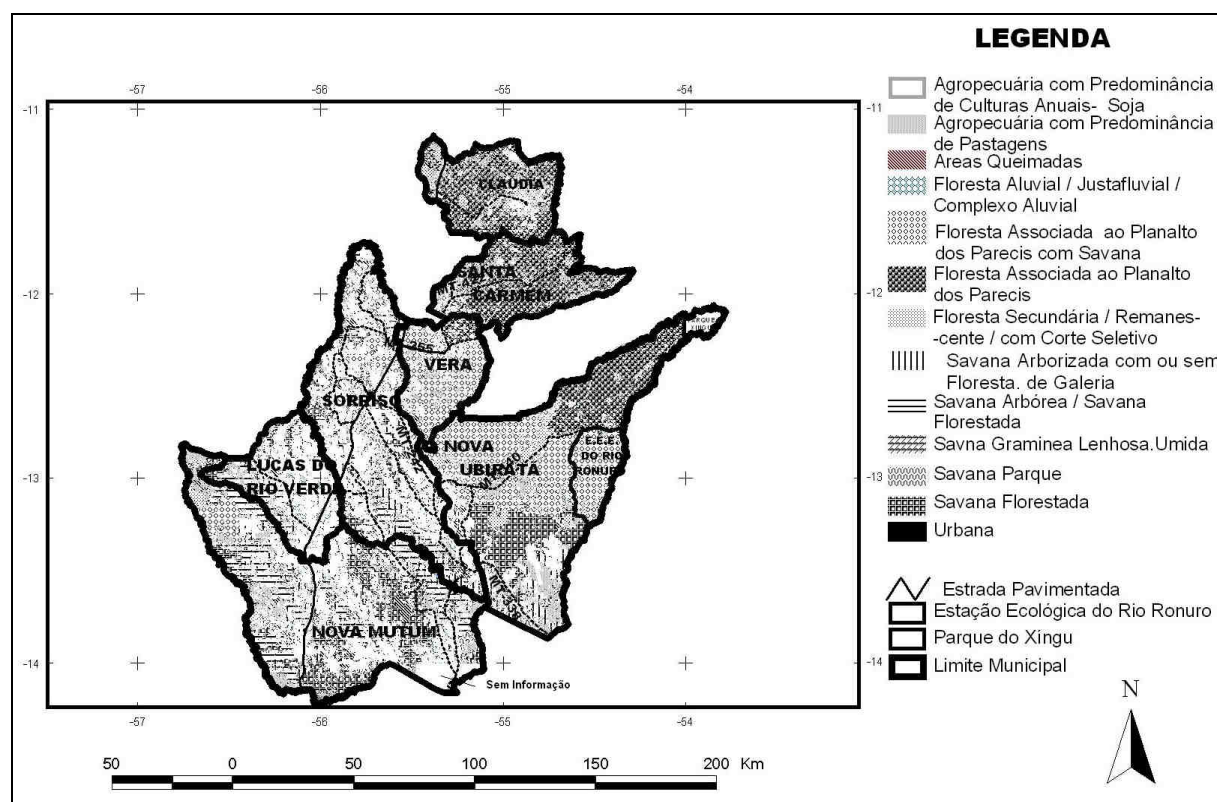 LEGENDA
Agropecuária com Predominância
de Culturas Anuais- Soja
Agropecuária com Predominância
de Pastagens
Areas Queimadas
Floresta Aluvial / Justafluvial /
Complexo Aluvial
Floresta Associada ao Planalto
dos Parecis com Savana
Floresta Associada ao Planalto
dos Parecis
Floresta Secundária / Remanes-
-cente / com Corte Seletivo
Savana Arborizada com ou sem
Floresta. de Galeria
Savana Arbórea / Savana
Florestada
Savna Gramínea Lenhosa.Umida
Savana Parque
Savana Florestada
Urbana
Estrada Pavimentada
Estação Ecológica do Rio Ronuro
Parque do Xingu
Limite Municipal
N
-57 -56 -55 -54
-11 -11
CLAUDIA
SANTA
CARMEM
-12 -12
VERA
SORRISO
NOVA
UBIRATÃ
E.E.E.
DO RIO
RONURO
LUCAS DO
RIO VERDE
-13 -13
NOVA MUTUM
-14 -14
Sem Informação
-57 -56 -55 -54
50 0 50 100 150 200 Km